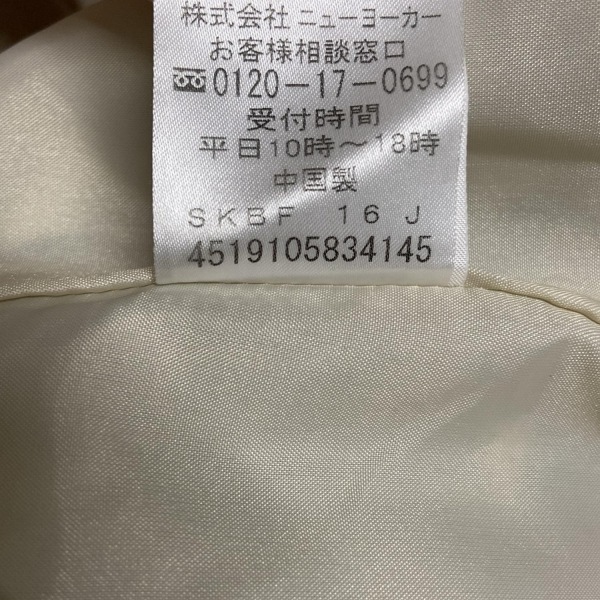 株式会社 ニューヨーカー
お客様相談窓口
0120-17-0699
受付時間
平日10時～18時
中国製
SKBF 16 J
4519105834145